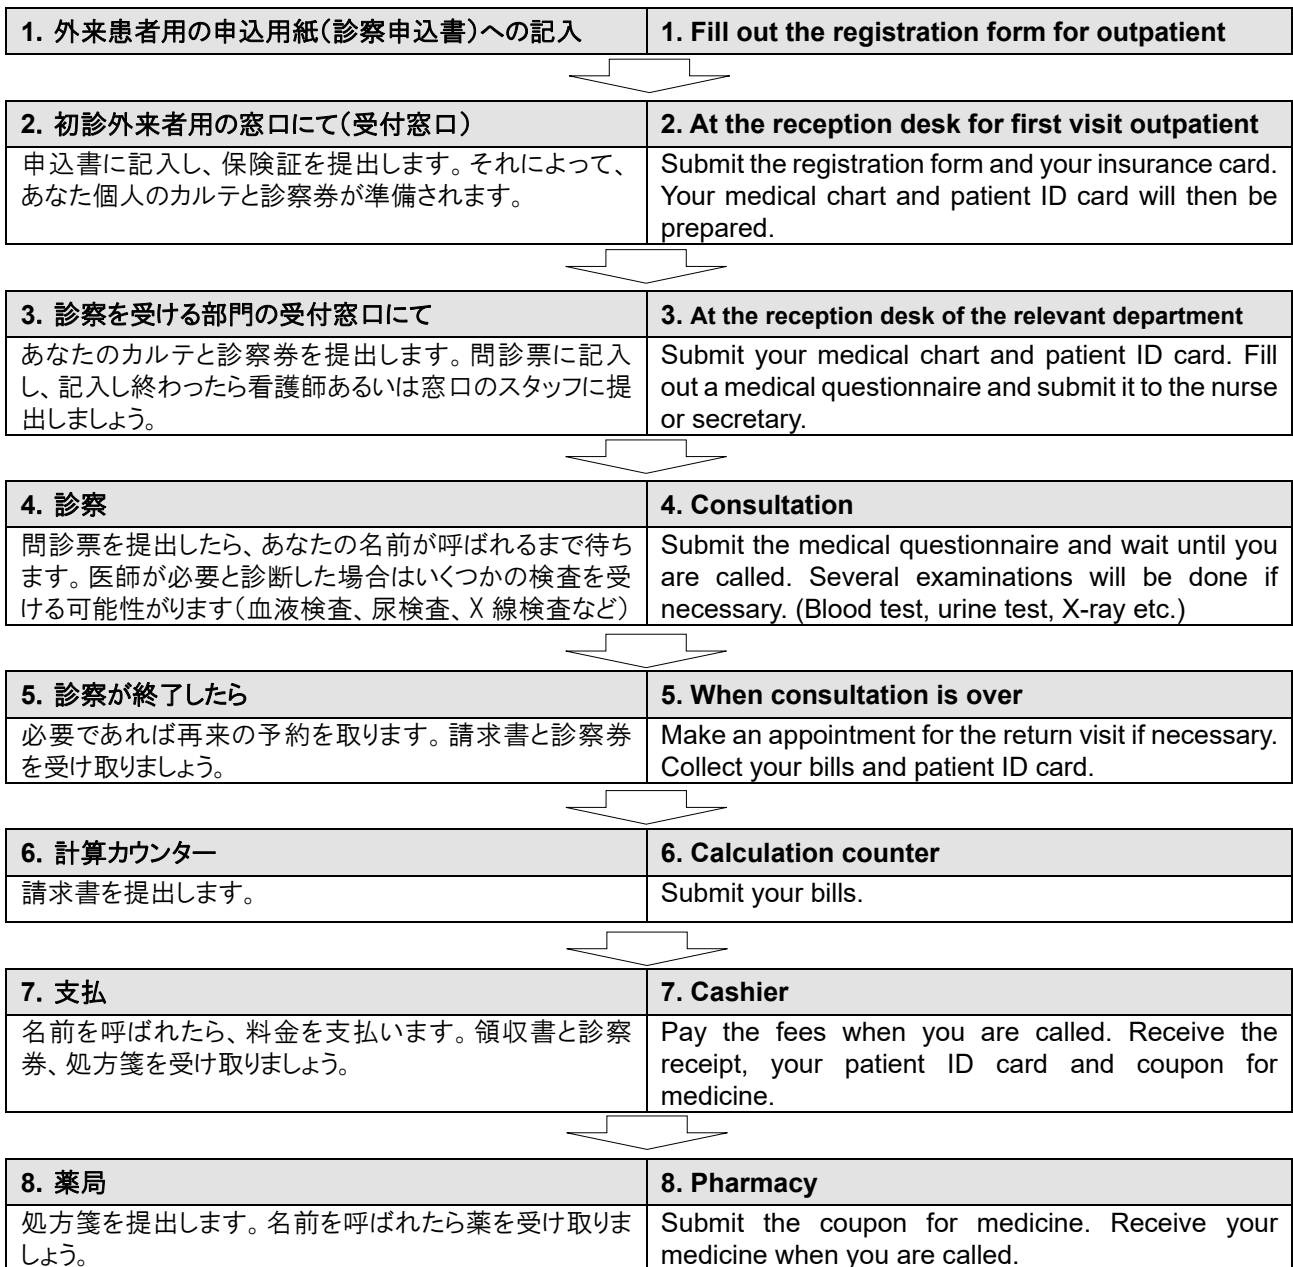 1. 外来患者用の申込用紙(診察申込書)への記入
1. Fill out the registration form for outpatient
2. 初診外来者用の窓口にて(受付窓口)
2. At the reception desk for first visit outpatient
申込書に記入し、保険証を提出します。それによって、
あなた個人のカルテと診察券が準備されます。
Submit the registration form and your insurance card.
Your medical chart and patient ID card will then be
prepared.
3. 診察を受ける部門の受付窓口にて
3. At the reception desk of the relevant department
あなたのカルテと診察券を提出します。問診票に記入
し、記入し終わったら看護師あるいは窓口のスタッフに提
出しましょう。
Submit your medical chart and patient ID card. Fill
out a medical questionnaire and submit it to the nurse
or secretary.
4. 診察
4. Consultation
問診票を提出したら、あなたの名前が呼ばれるまで待ち
ます。医師が必要と診断した場合はいくつかの検査を受
ける可能性がります(血液検査、尿検査、X 線検査など)
Submit the medical questionnaire and wait until you
are called. Several examinations will be done if
necessary. (Blood test, urine test, X-ray etc.)
5. 診察が終了したら
5. When consultation is over
必要であれば再来の予約を取ります。請求書と診察券
を受け取りましょう。
Make an appointment for the return visit if necessary.
Collect your bills and patient ID card.
6. 計算カウンター
6. Calculation counter
請求書を提出します。
Submit your bills.
7. 支払
7. Cashier
名前を呼ばれたら、料金を支払います。領収書と診察
券、処方箋を受け取りましょう。
Pay the fees when you are called. Receive the
receipt, your patient ID card and coupon for
medicine.
8. 薬局
8. Pharmacy
処方箋を提出します。名前を呼ばれたら薬を受け取りま
しょう。
Submit the coupon for medicine. Receive your
medicine when you are called.